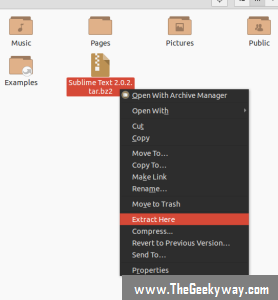 Music Pages Pictures Public
Examples Sublime Text 2.0.2.
tar.bz2
Open With Archive Manager
Open With
Cut
Copy
Move To...
Copy To...
Make Link
Rename...
Move to Trash
Extract Here
Compress...
Revert to Previous Version...
Send To...
Properties
www.TheGeekyway.com